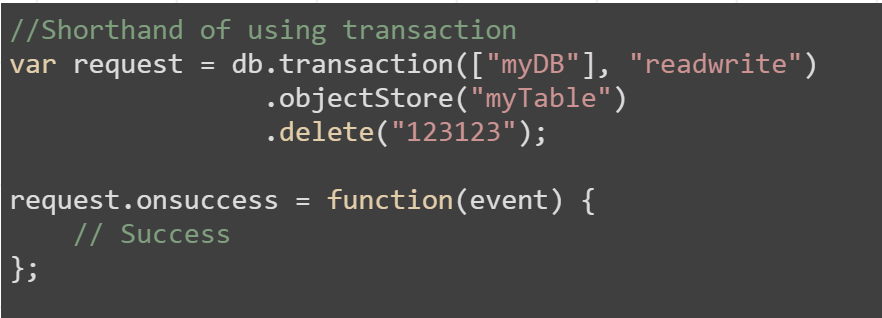 //Shorthand of using transaction
var request = db.transaction(["myDB"], "readwrite")
                .objectStore("myTable")
                .delete("123123");

request.onsuccess = function(event) {
    // Success
};